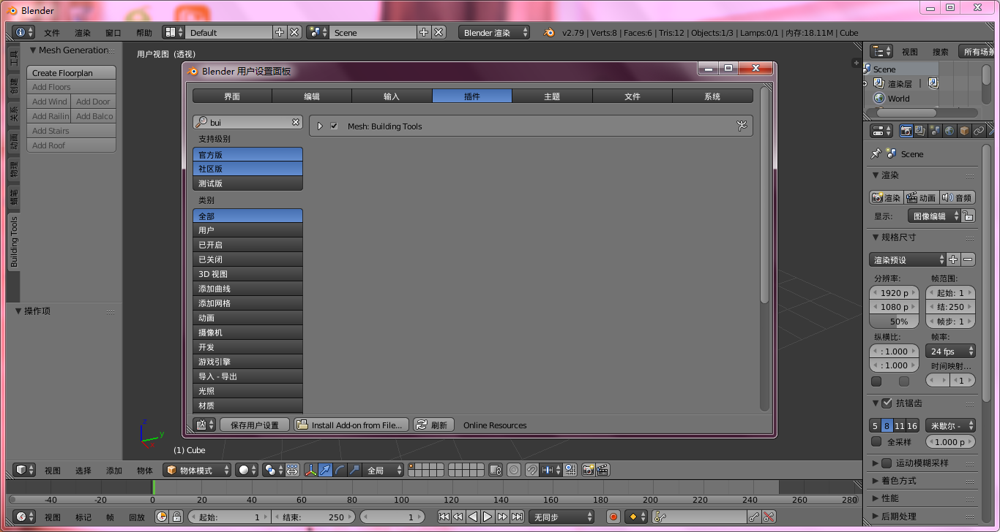 Blender
文件 渲染 窗口 帮助 Default Scene Blender 渲染 v2.79 | Verts:8 | Faces:6 | Tris:12 | Objects:1/3 | Lamps:0/1 | 内存:18.11M | Cube
工具
创建
关系
动画
物理
蜡笔
Building Tools
Mesh Generation
Create Floorplan
Add Floors
Add Wind Add Door
Add Railin Add Balco
Add Stairs
Add Roof
操作项
用户视图 (透视)
Blender 用户设置面板
界面 编辑 输入 插件 主题 文件 系统
bui
Mesh: Building Tools
支持级别
官方版
社区版
测试版
类别
全部
用户
已开启
已关闭
3D 视图
添加曲线
添加网格
动画
摄像机
开发
游戏引擎
导入 - 导出
光照
材质
保存用户设置 Install Add-on from File... 刷新 Online Resources
z
y
(1) Cube
视图 选择 添加 物体 物体模式 全局
-40 -20 0 20 40 60 80 100 120 140 160 180 200 220 240 260 280
视图 标记 帧 回放 起始: 1 结束: 250 1 无同步
视图 搜索 所有场景
Scene
渲染层
World
Scene
渲染
渲染 动画 音频
显示: 图像编辑
规格尺寸
渲染预设
分辨率: 帧范围:
1920 p 起始: 1
1080 p 结:250
50% 帧步: 1
纵横比: 帧率:
: 1.000 24 fps
: 1.000 时间映射...
1
抗锯齿
5 8 11 16 米歇尔 -
全采样 1.000 p
运动模糊采样
着色方式
性能
后期处理